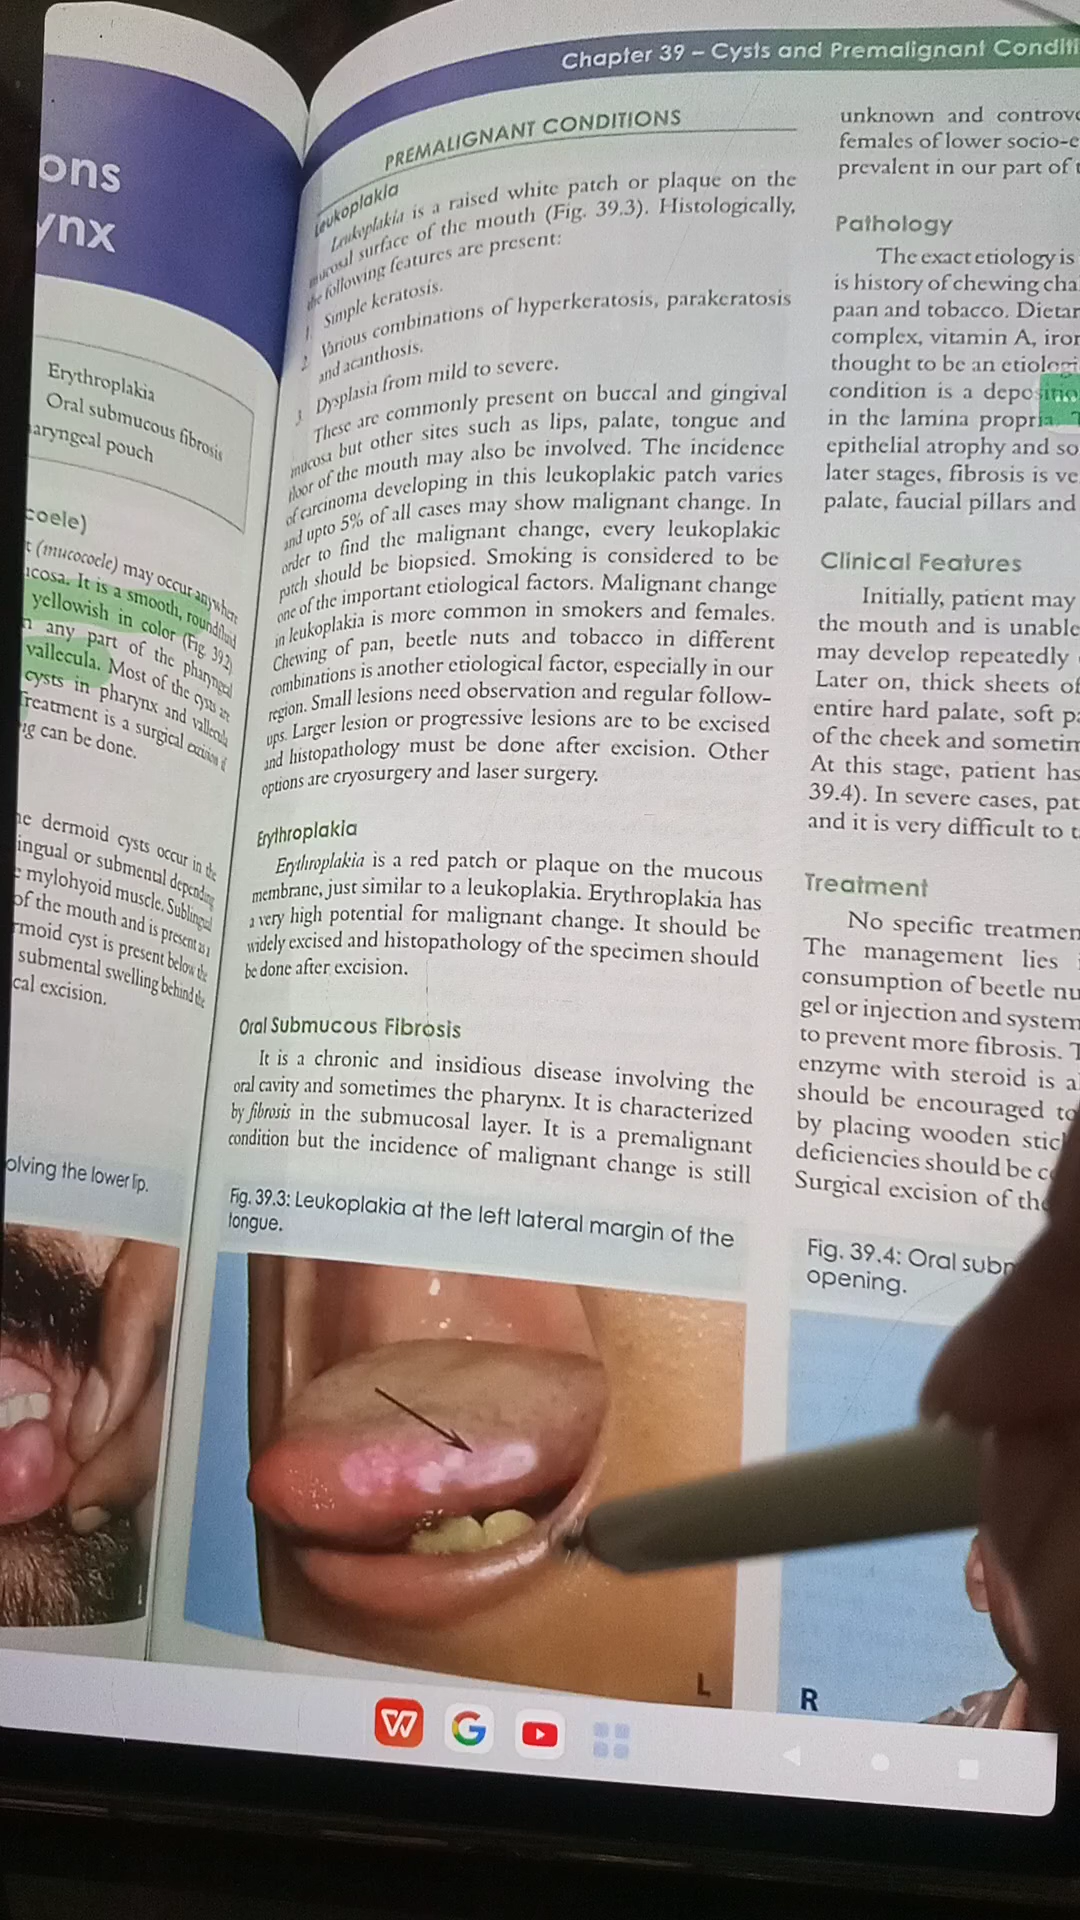 Chapter 39 – Cysts and Premalignant
ons
ynx
Erythroplakia
Oral submucous fibrosis
aryngeal pouch
coele)
t (mucocoele) may occur anywhere
ucosa. It is a smooth, round fluid
yellowish in color (Fig. 39.2)
n any part of the pharyngeal
vallecula. Most of the cysts are
cysts in pharynx and vallecula
Treatment is a surgical excision of
g can be done.
dermoid cysts occur in the
ingual or submental depending
mylohyoid muscle. Sublingual
of the mouth and is present as a
rmoid cyst is present below the
submental swelling behind the
cal excision.
olving the lower lip.
PREMALIGNANT CONDITIONS
Leukoplakia
Leukoplakia is a raised white patch or plaque on the
mucosal surface of the mouth (Fig. 39.3). Histologically,
the following features are present:
1. Simple keratosis.
2. Various combinations of hyperkeratosis, parakeratosis
and acanthosis.
3 Dysplasia from mild to severe.
These are commonly present on buccal and gingival
mucosa but other sites such as lips, palate, tongue and
floor of the mouth may also be involved. The incidence
of carcinoma developing in this leukoplakic patch varies
and upto 5% of all cases may show malignant change. In
order to find the malignant change, every leukoplakic
patch should be biopsied. Smoking is considered to be
one of the important etiological factors. Malignant change
in leukoplakia is more common in smokers and females.
Chewing of pan, beetle nuts and tobacco in different
combinations is another etiological factor, especially in our
region. Small lesions need observation and regular follow-
ups. Larger lesion or progressive lesions are to be excised
and histopathology must be done after excision. Other
options are cryosurgery and laser surgery.
Erythroplakia
Erythroplakia is a red patch or plaque on the mucous
membrane, just similar to a leukoplakia. Erythroplakia has
a very high potential for malignant change. It should be
widely excised and histopathology of the specimen should
be done after excision.
Oral Submucous Fibrosis
It is a chronic and insidious disease involving the
oral cavity and sometimes the pharynx. It is characterized
by fibrosis in the submucosal layer. It is a premalignant
condition but the incidence of malignant change is still
Fig. 39.3: Leukoplakia at the left lateral margin of the
tongue.
L
unknown and controve
females of lower socio-e
prevalent in our part of
Pathology
The exact etiology is
is history of chewing cha
paan and tobacco. Dietar
complex, vitamin A, iron
thought to be an etiologi
condition is a depositio
in the lamina propria.
epithelial atrophy and so
later stages, fibrosis is ve
palate, faucial pillars and
Clinical Features
Initially, patient may
the mouth and is unable
may develop repeatedly
Later on, thick sheets of
entire hard palate, soft pa
of the cheek and sometim
At this stage, patient has
39.4). In severe cases, pat
and it is very difficult to
Treatment
No specific treatmen
The management lies
consumption of beetle nu
gel or injection and system
to prevent more fibrosis.
enzyme with steroid is a
should be encouraged to
by placing wooden stic
deficiencies should be
Surgical excision of the
Fig. 39.4: Oral subm
opening.
R